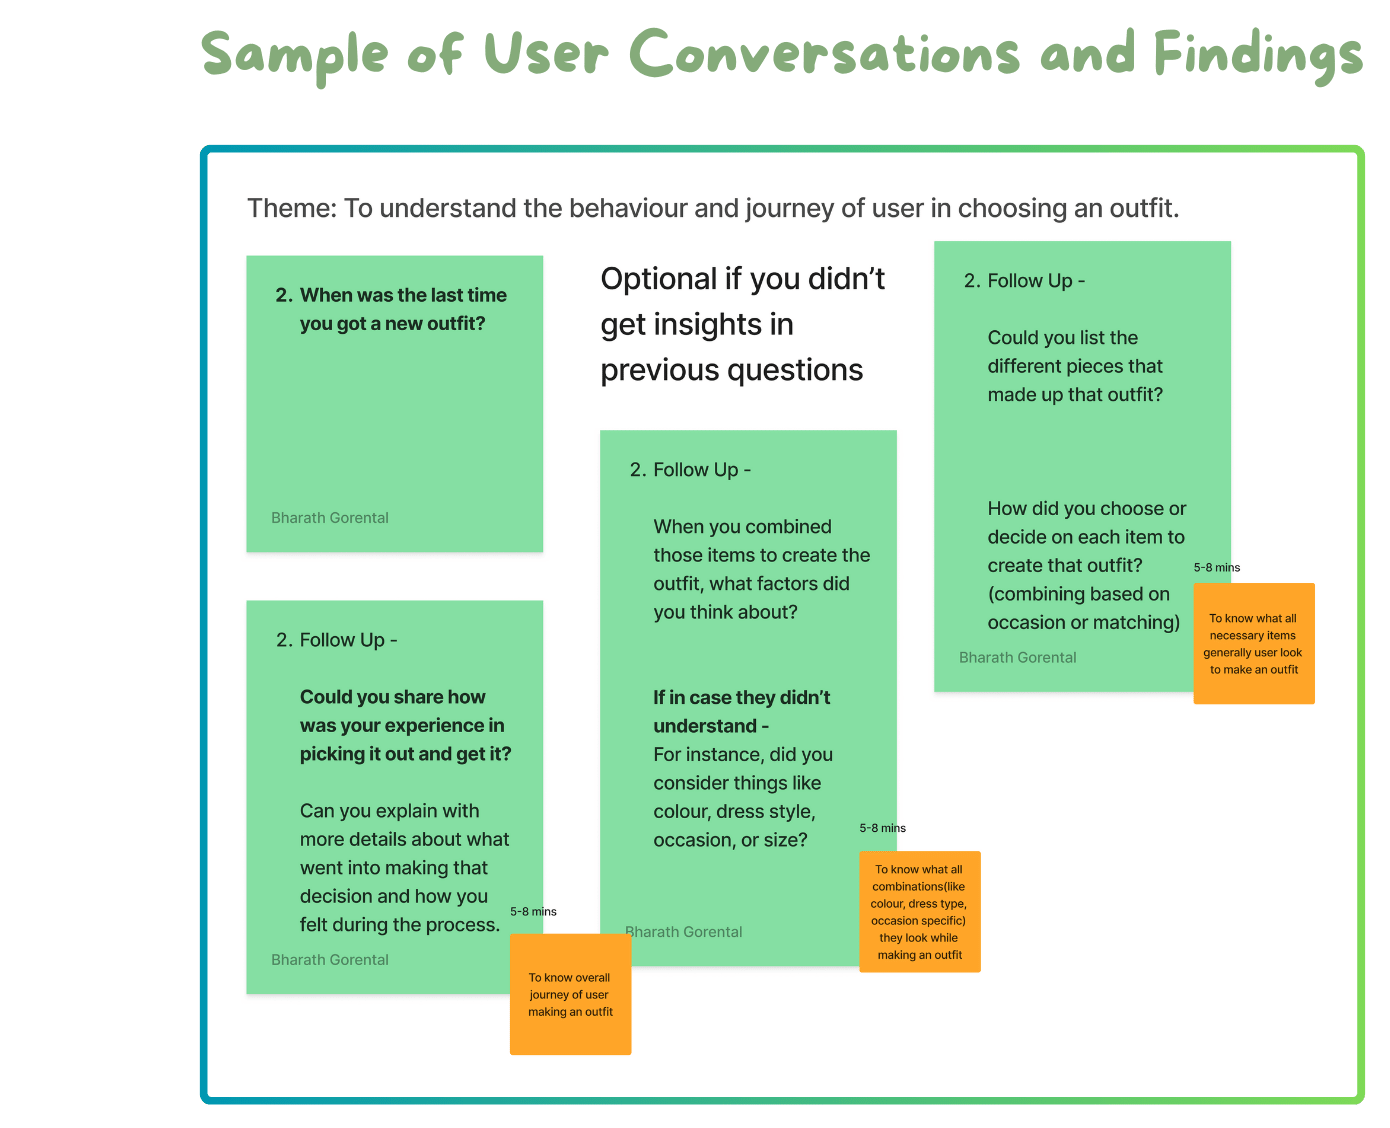 Sample of User Conversations and Findings
Theme: To understand the behaviour and journey of user in choosing an outfit.
2. When was the last time
you got a new outfit?
Bharath Gorental
2. Follow Up -
Could you share how
was your experience in
picking it out and get it?
Can you explain with
more details about what
went into making that
decision and how you
felt during the process.
Bharath Gorental
5-8 mins
To know overall
journey of user
making an outfit
Optional if you didn’t
get insights in
previous questions
2. Follow Up -
When you combined
those items to create the
outfit, what factors did
you think about?
If in case they didn’t
understand -
For instance, did you
consider things like
colour, dress style,
occasion, or size?
Bharath Gorental
5-8 mins
To know what all
combinations(like
colour, dress type,
occasion specific)
they look while
making an outfit
2. Follow Up -
Could you list the
different pieces that
made up that outfit?
How did you choose or
decide on each item to
create that outfit?
(combining based on
occasion or matching)
Bharath Gorental
5-8 mins
To know what all
necessary items
generally user look
to make an outfit